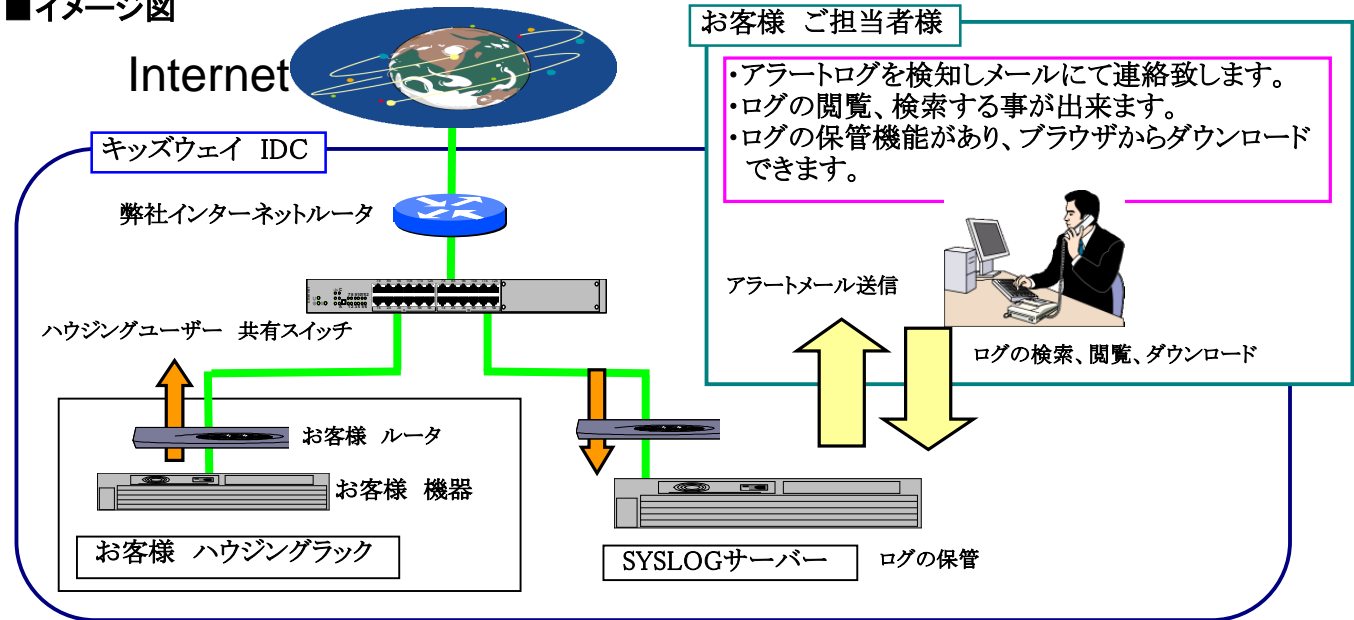 ■イメージ図
Internet
お客様 ご担当者様
・アラートログを検知しメールにて連絡致します。
・ログの閲覧、検索する事が出来ます。
・ログの保管機能があり、ブラウザからダウンロード
できます。
キッズウェイ IDC
弊社インターネットルータ
アラートメール送信
ハウジングユーザー 共有スイッチ
ログの検索、閲覧、ダウンロード
お客様 ルータ
お客様 機器
お客様 ハウジングラック
SYSLOGサーバー
ログの保管